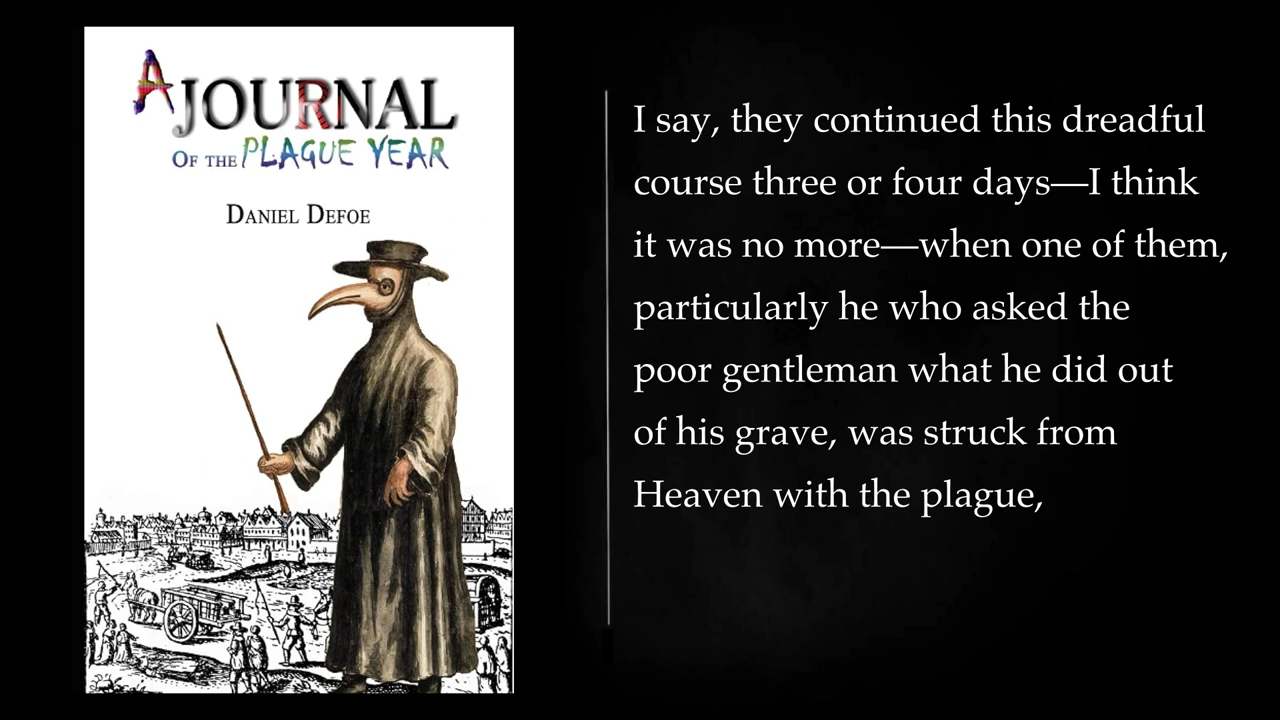 A JOURNAL
OF THE PLAGUE YEAR
DANIEL DEFOE
I say, they continued this dreadful
course three or four days—I think
it was no more—when one of them,
particularly he who asked the
poor gentleman what he did out
of his grave, was struck from
Heaven with the plague,